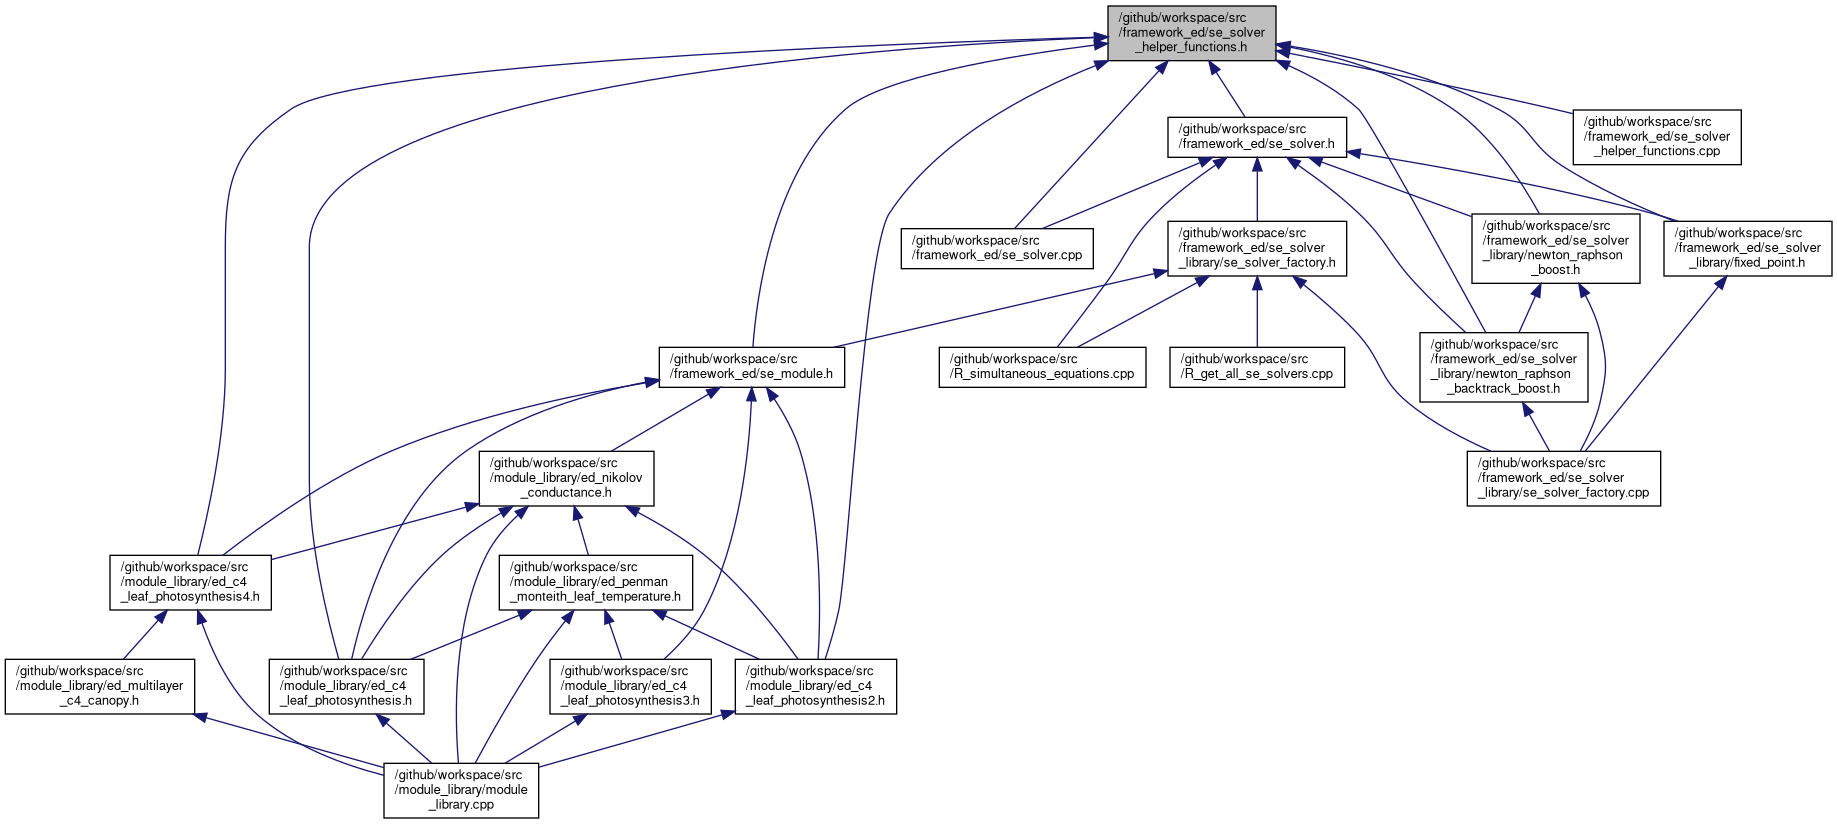 /github/workspace/src
/framework_ed/se_solver
_helper_functions.h
/github/workspace/src
/framework_ed/se_solver
_helper_functions.cpp
/github/workspace/src
/framework_ed/se_solver.h
/github/workspace/src
/framework_ed/se_solver.cpp
/github/workspace/src
/framework_ed/se_solver
_library/se_solver_factory.h
/github/workspace/src
/framework_ed/se_solver
_library/newton_raphson
_boost.h
/github/workspace/src
/framework_ed/se_solver
_library/fixed_point.h
/github/workspace/src
/framework_ed/se_module.h
/github/workspace/src
/R_simultaneous_equations.cpp
/github/workspace/src
/R_get_all_se_solvers.cpp
/github/workspace/src
/framework_ed/se_solver
_library/newton_raphson
_backtrack_boost.h
/github/workspace/src
/module_library/ed_nikolov
_conductance.h
/github/workspace/src
/framework_ed/se_solver
_library/se_solver_factory.cpp
/github/workspace/src
/module_library/ed_c4
_leaf_photosynthesis4.h
/github/workspace/src
/module_library/ed_penman
_monteith_leaf_temperature.h
/github/workspace/src
/module_library/ed_multilayer
_c4_canopy.h
/github/workspace/src
/module_library/ed_c4
_leaf_photosynthesis.h
/github/workspace/src
/module_library/ed_c4
_leaf_photosynthesis3.h
/github/workspace/src
/module_library/ed_c4
_leaf_photosynthesis2.h
/github/workspace/src
/module_library/module
_library.cpp